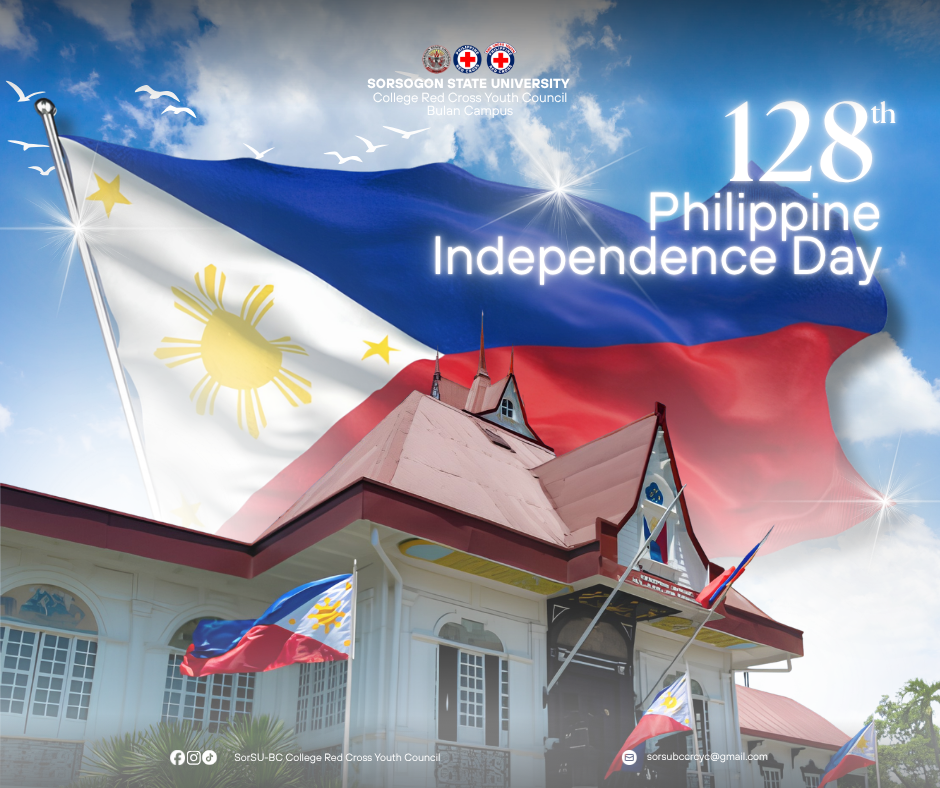 SORSOGON STATE UNIVERSITY
College Red Cross Youth Council
Bulan Campus
128th
Philippine
Independence Day
SorSU-BC College Red Cross Youth Council
sorsubcrcyc@gmail.com